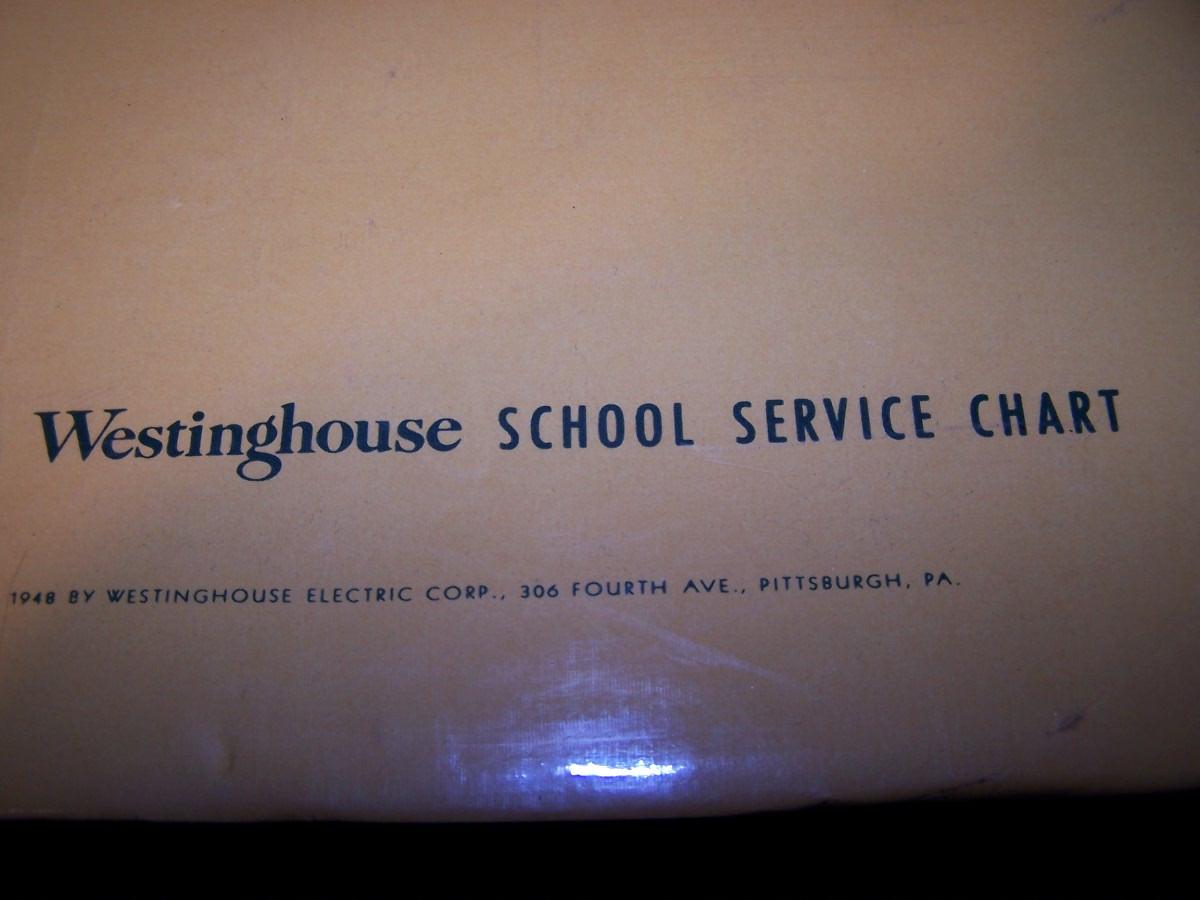 Westinghouse SCHOOL SERVICE CHART
1948 BY WESTINGHOUSE ELECTRIC CORP., 306 FOURTH AVE., PITTSBURGH, PA.